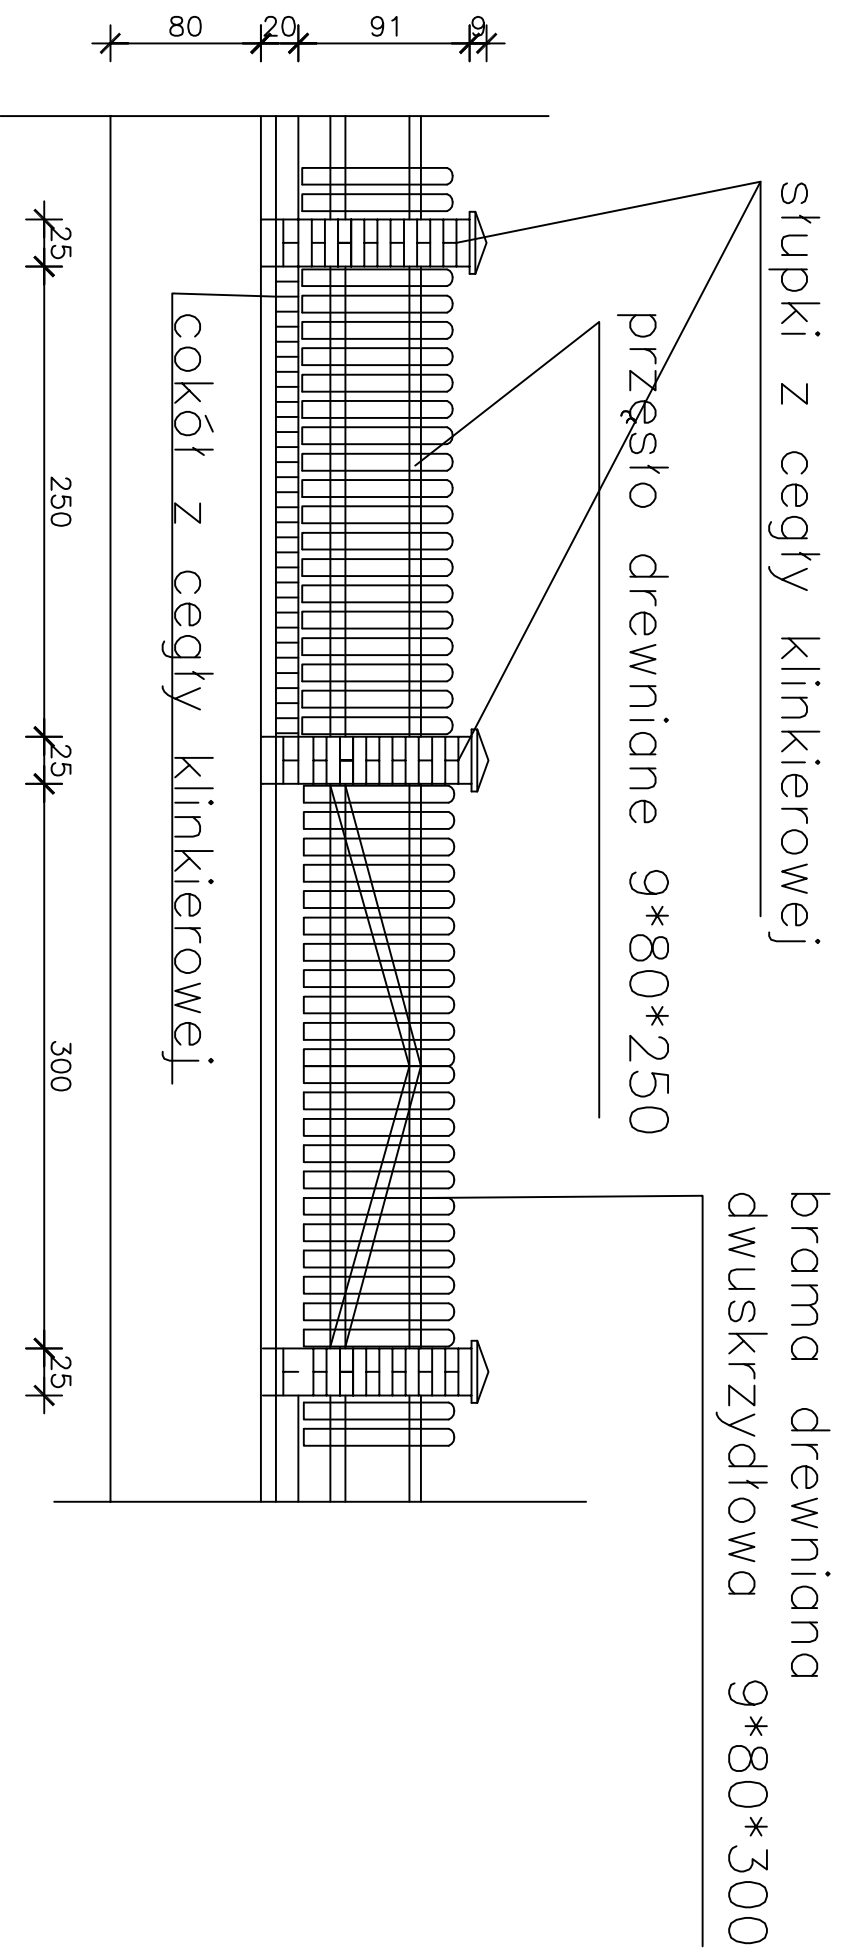 słupki z cegły klinkierowej
przęsło drewniane 9*80*250
brama drewniana
dwuskrzydłowa 9*80*300
cokół z cegły klinkierowej
80
20
91
9
25
250
25
300
25